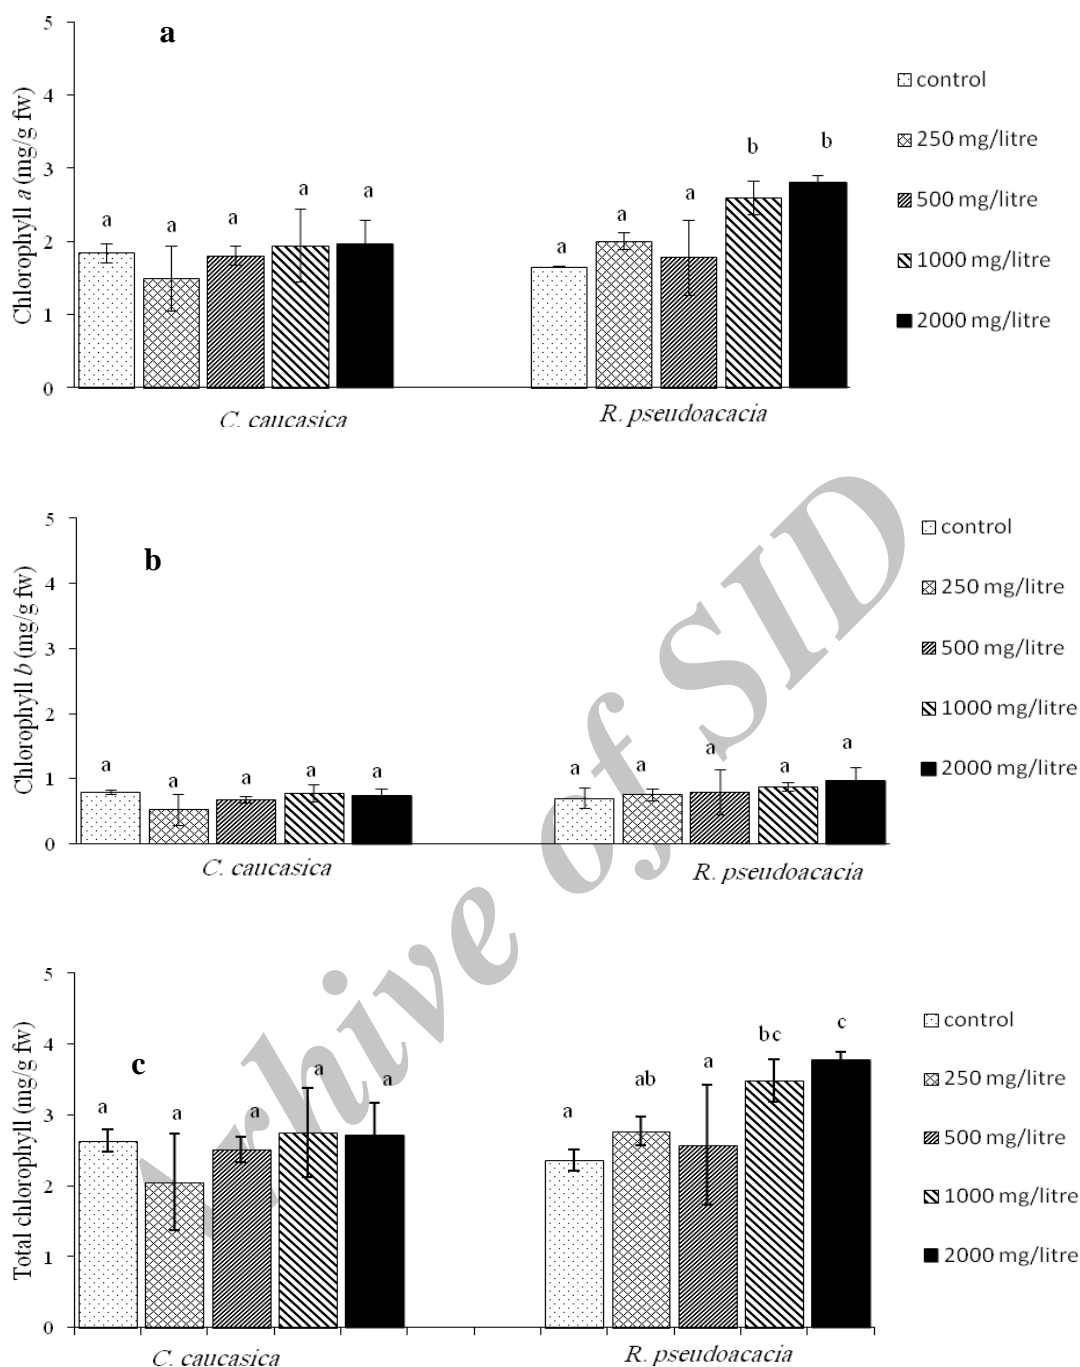 a
5
4
3
2
1
0
Chlorophyll a (mg/g fw)
a a a a a
a a a b b
C. caucasica R. pseudoacacia
control
250 mg/litre
500 mg/litre
1000 mg/litre
2000 mg/litre
b
5
4
3
2
1
0
Chlorophyll b (mg/g fw)
a a a a a
a a a a a
C. caucasica R. pseudoacacia
control
250 mg/litre
500 mg/litre
1000 mg/litre
2000 mg/litre
c
5
4
3
2
1
0
Total chlorophyll (mg/g fw)
a a a a a
a ab a bc c
C. caucasica R. pseudoacacia
control
250 mg/litre
500 mg/litre
1000 mg/litre
2000 mg/litre
Arhive of SID